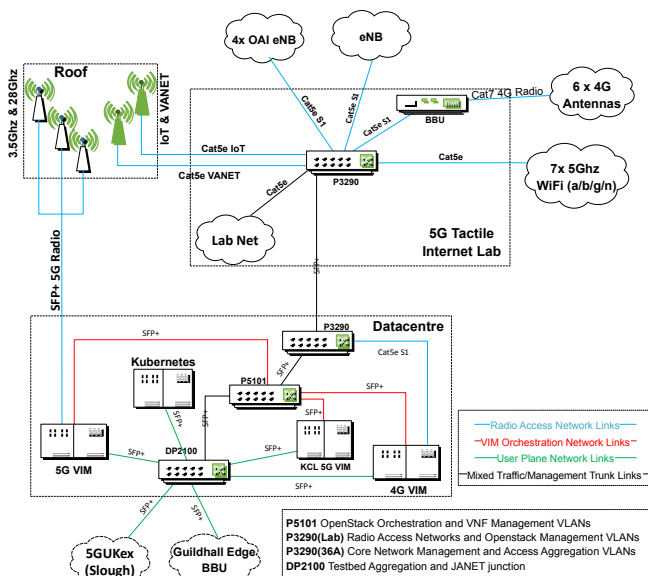 4x OAI eNB
eNB
Roof
3.5Ghz & 28Ghz
IoT & VANET
Cat5e S1
Cat5e S1
Cat5e S1
BBU
Cat7 4G Radio
6 x 4G
Antennas
Cat5e IoT
Cat5e VANET
P3290
Cat5e
Cat5e
7x 5Ghz
WiFi (a/b/g/n)
Lab Net
5G Tactile
Internet Lab
SFP+ 5G Radio
SFP+
P3290
Datacentre
SFP+
Cat5e S1
Kubernetes
P5101
SFP+
SFP+
SFP+
SFP+
SFP+
SFP+
DP2100
SFP+
SFP+
5G VIM
KCL 5G VIM
4G VIM
SFP+
SFP+
SFP+
5GUKex
(Slough)
Guildhall Edge
BBU
Radio Access Network Links
VIM Orchestration Network Links
User Plane Network Links
Mixed Traffic/Management Trunk Links
P5101 OpenStack Orchestration and VNF Management VLANs
P3290(Lab) Radio Access Networks and Openstack Management VLANs
P3290(36A) Core Network Management and Access Aggregation VLANs
DP2100 Testbed Aggregation and JANET junction